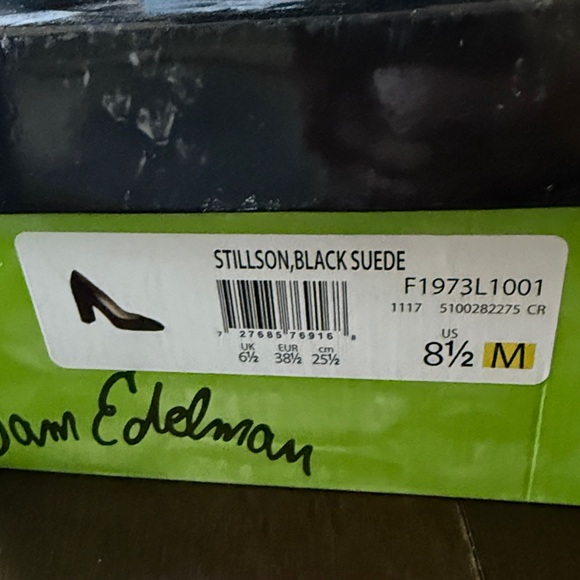 STILLSON,BLACK SUEDE
F1973L1001
1117 5100282275 CR
7 27685 76916 8
UK EUR cm
6½ 38½ 25½
US
8½ M
Sam Edelman